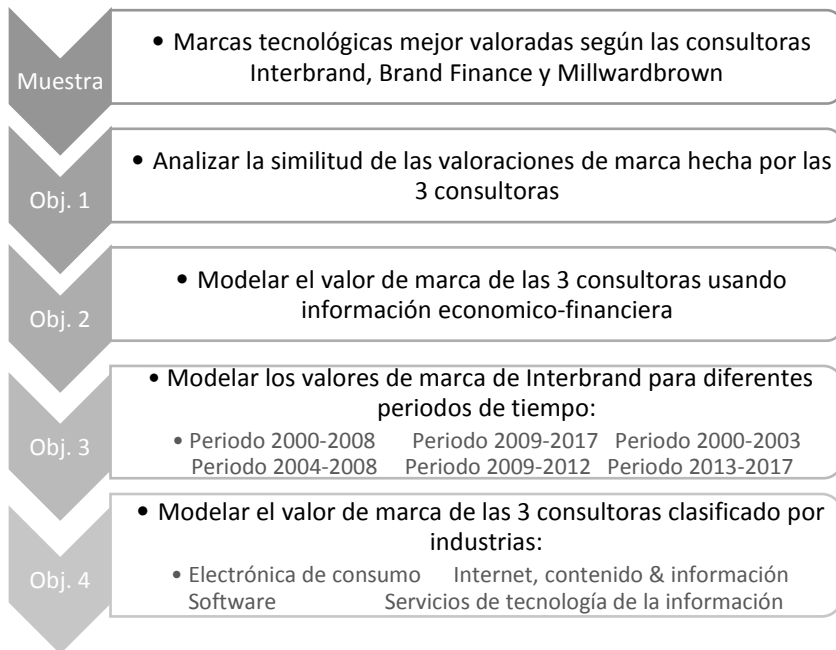 Muestra
• Marcas tecnológicas mejor valoradas según las consultoras
Interbrand, Brand Finance y Millwardbrown
Obj. 1
• Analizar la similitud de las valoraciones de marca hecha por las
3 consultoras
Obj. 2
• Modelar el valor de marca de las 3 consultoras usando
información economico-financiera
Obj. 3
• Modelar los valores de marca de Interbrand para diferentes
periodos de tiempo:
• Periodo 2000-2008 Periodo 2009-2017 Periodo 2000-2003
Periodo 2004-2008 Periodo 2009-2012 Periodo 2013-2017
Obj. 4
• Modelar el valor de marca de las 3 consultoras clasificado por
industrias:
• Electrónica de consumo Internet, contenido & información
Software Servicios de tecnología de la información